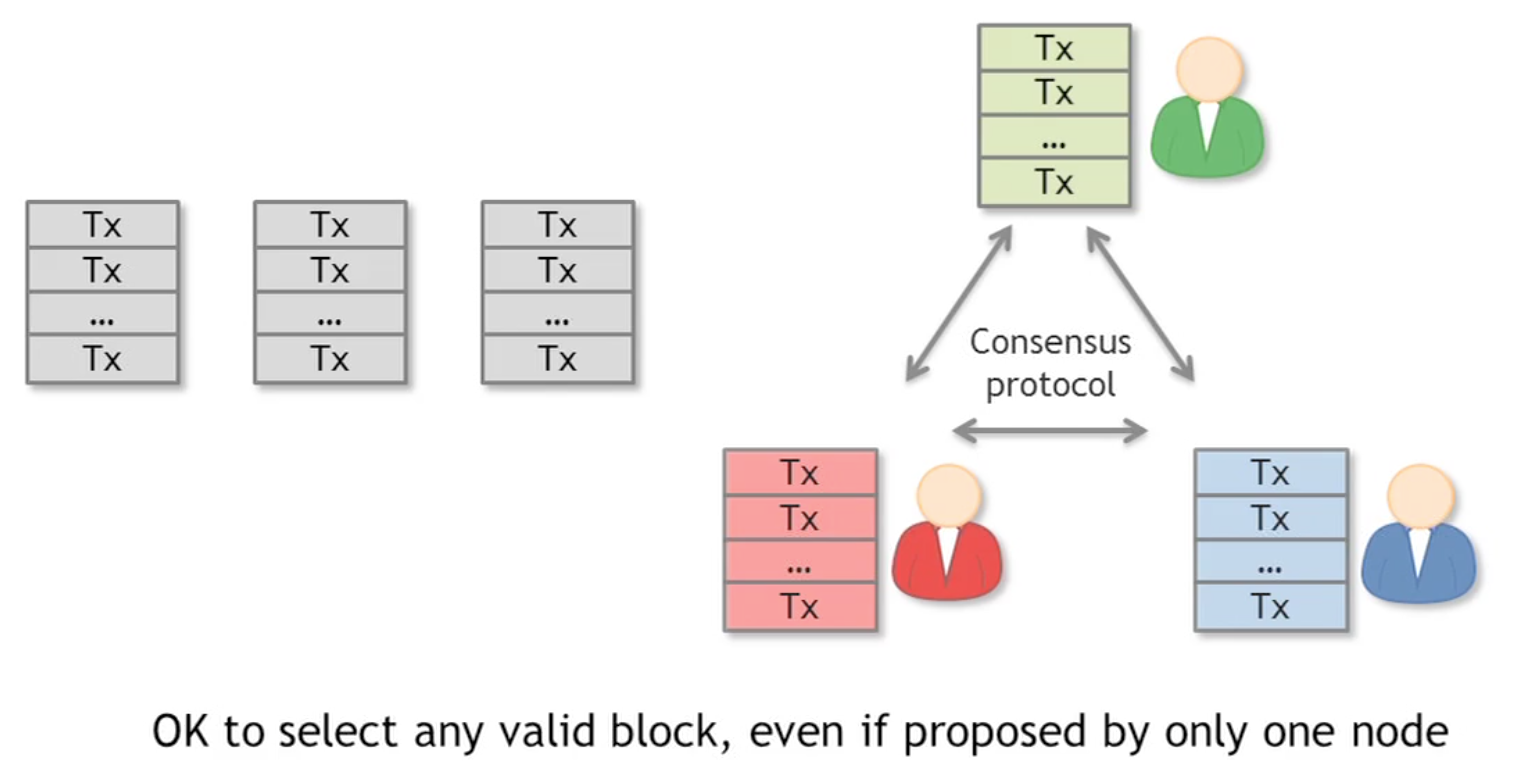 Tx
Tx
...
Tx
Tx
Tx
...
Tx
Tx
Tx
...
Tx
Tx
Tx
...
Tx
Consensus
protocol
Tx
Tx
...
Tx
Tx
Tx
...
Tx
OK to select any valid block, even if proposed by only one node